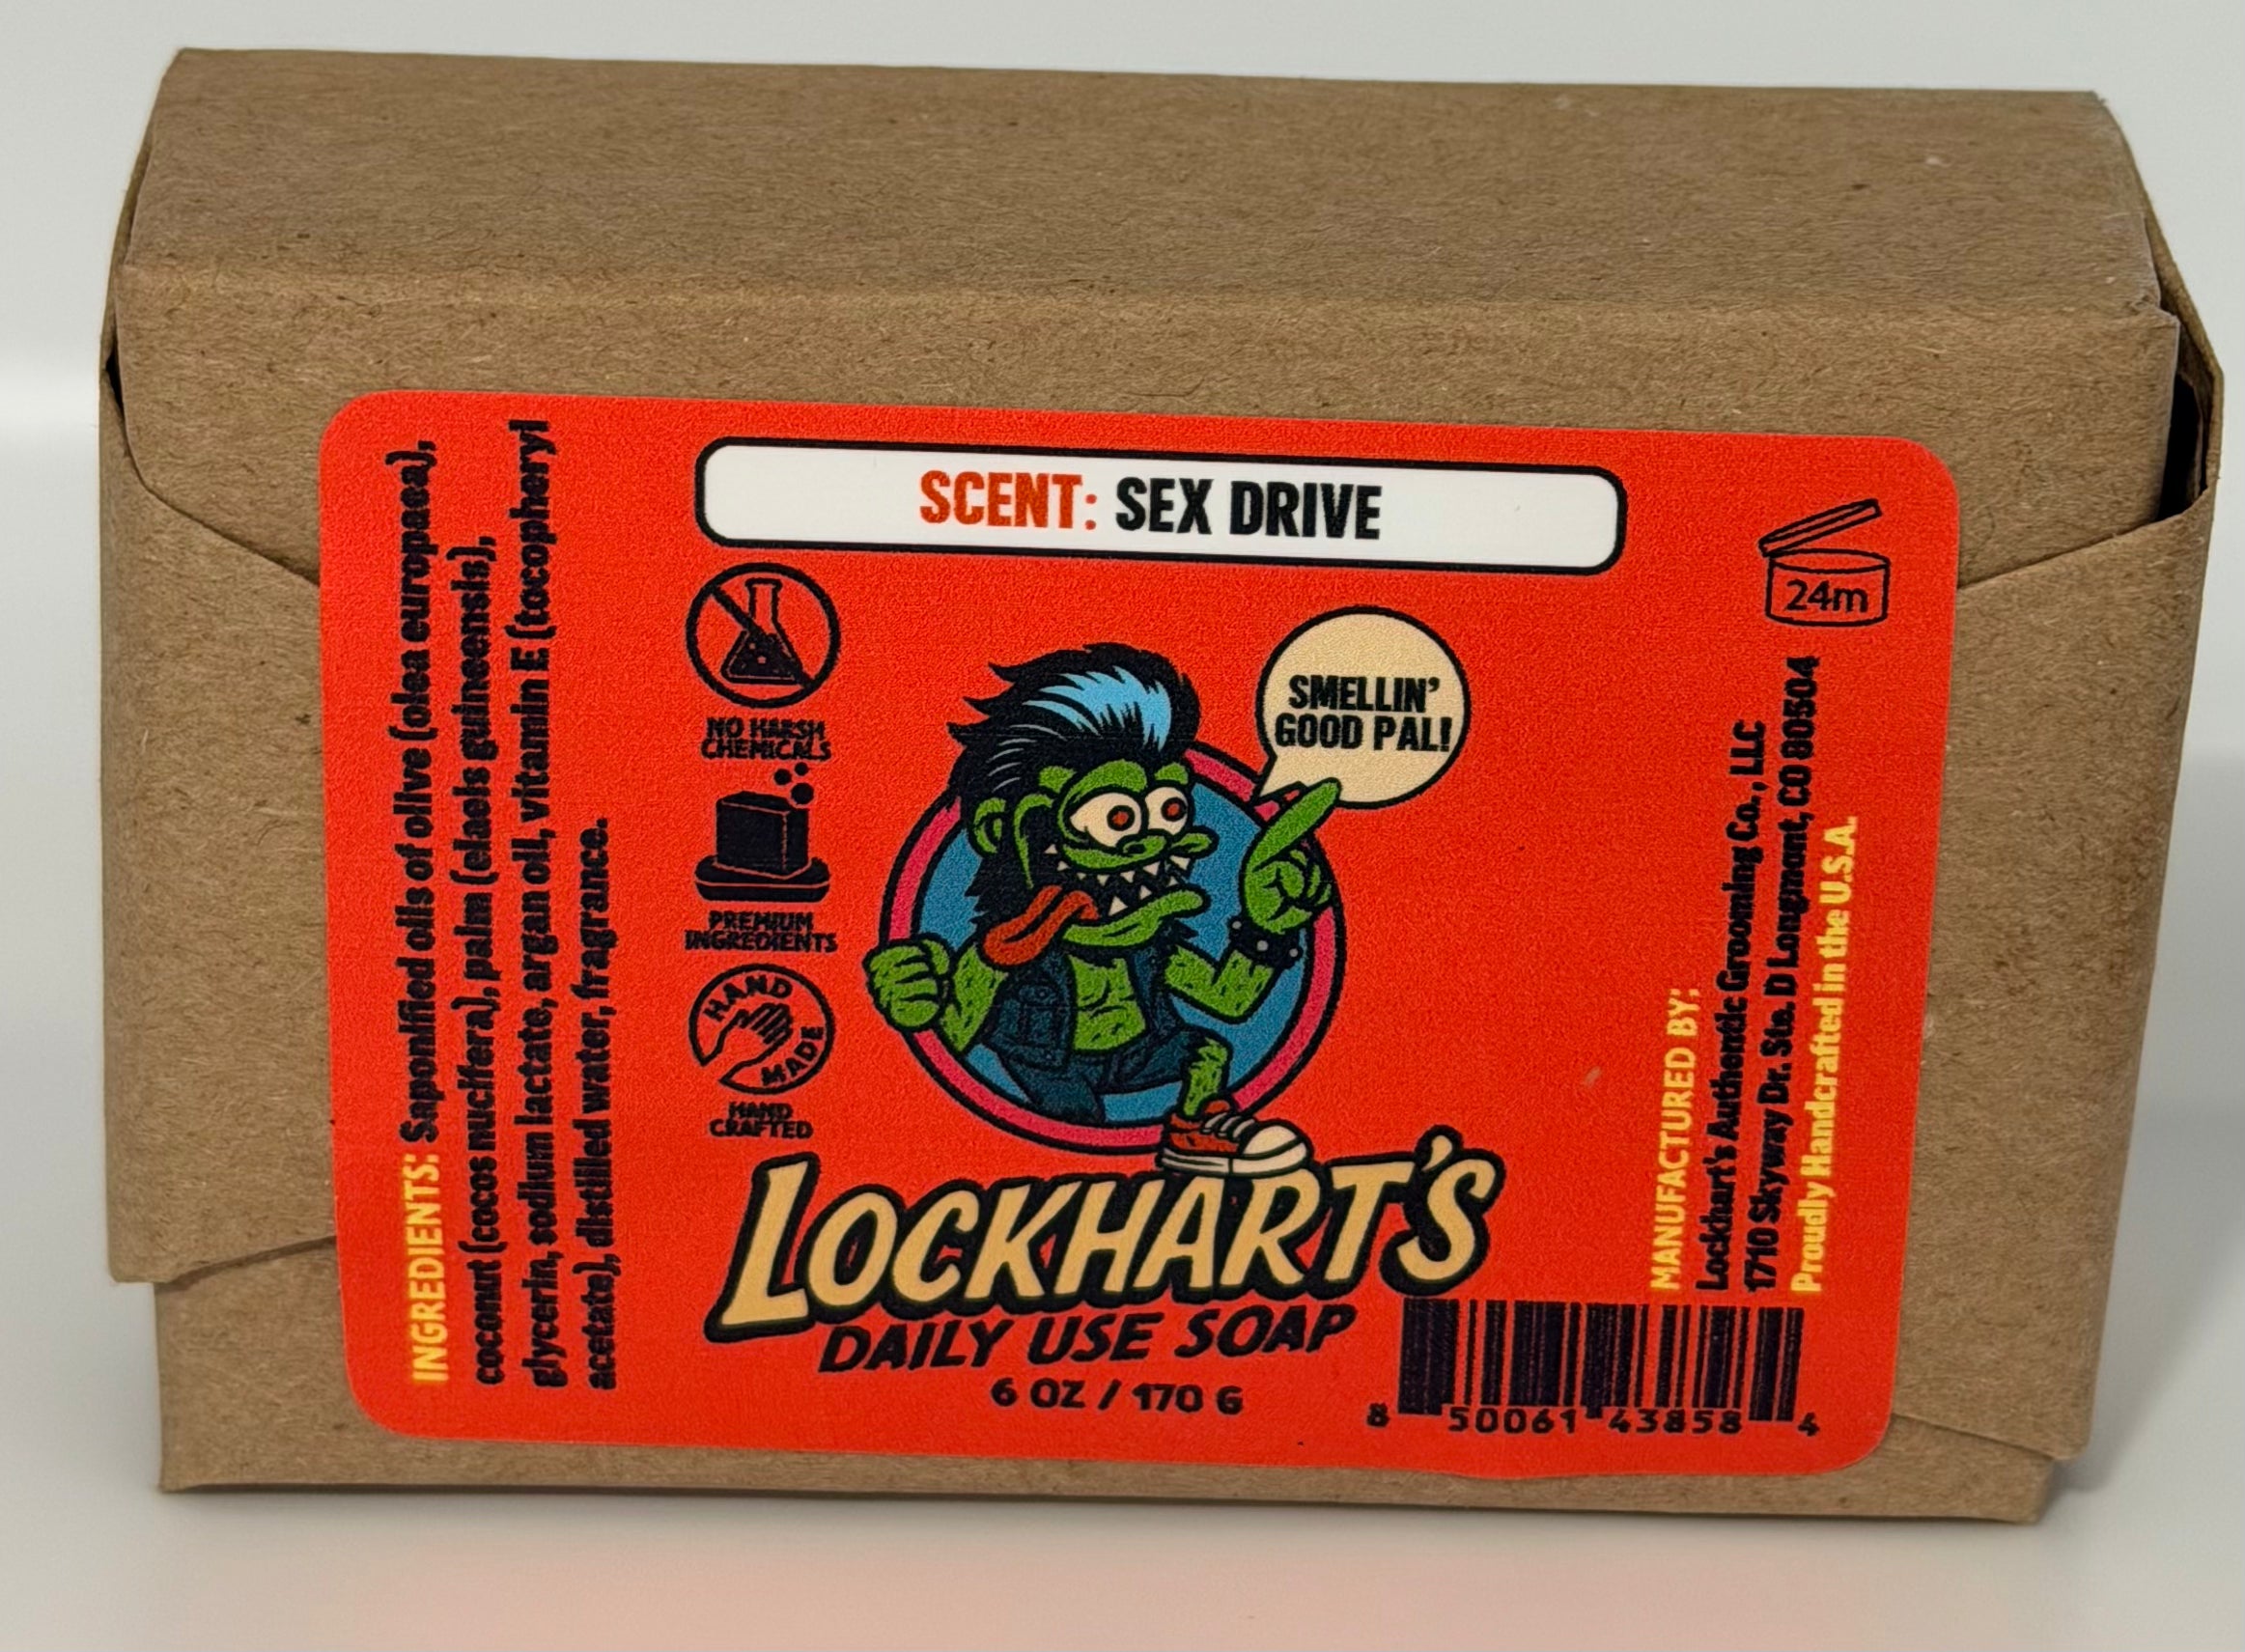 SCENT: SEX DRIVE
INGREDIENTS: Saponified oils of olive (olea europaea),
coconut (cocos nucifera), palm (elaeis guineensis),
glycerin, sodium lactate, argan oil, vitamin E (tocopheryl
acetate), distilled water, fragrance.
NO HARSH
CHEMICALS
PREMIUM
INGREDIENTS
HAND
MADE
HAND
CRAFTED
SMELLIN'
GOOD PAL!
LOCKHART'S
DAILY USE SOAP
6 OZ / 170 G
24m
MANUFACTURED BY:
Lockhart's Authentic Grooming Co., LLC
1710 Skyway Dr. Ste. D Longmont, CO 80504
Proudly Handcrafted in the U.S.A.
8 50061 43858 4